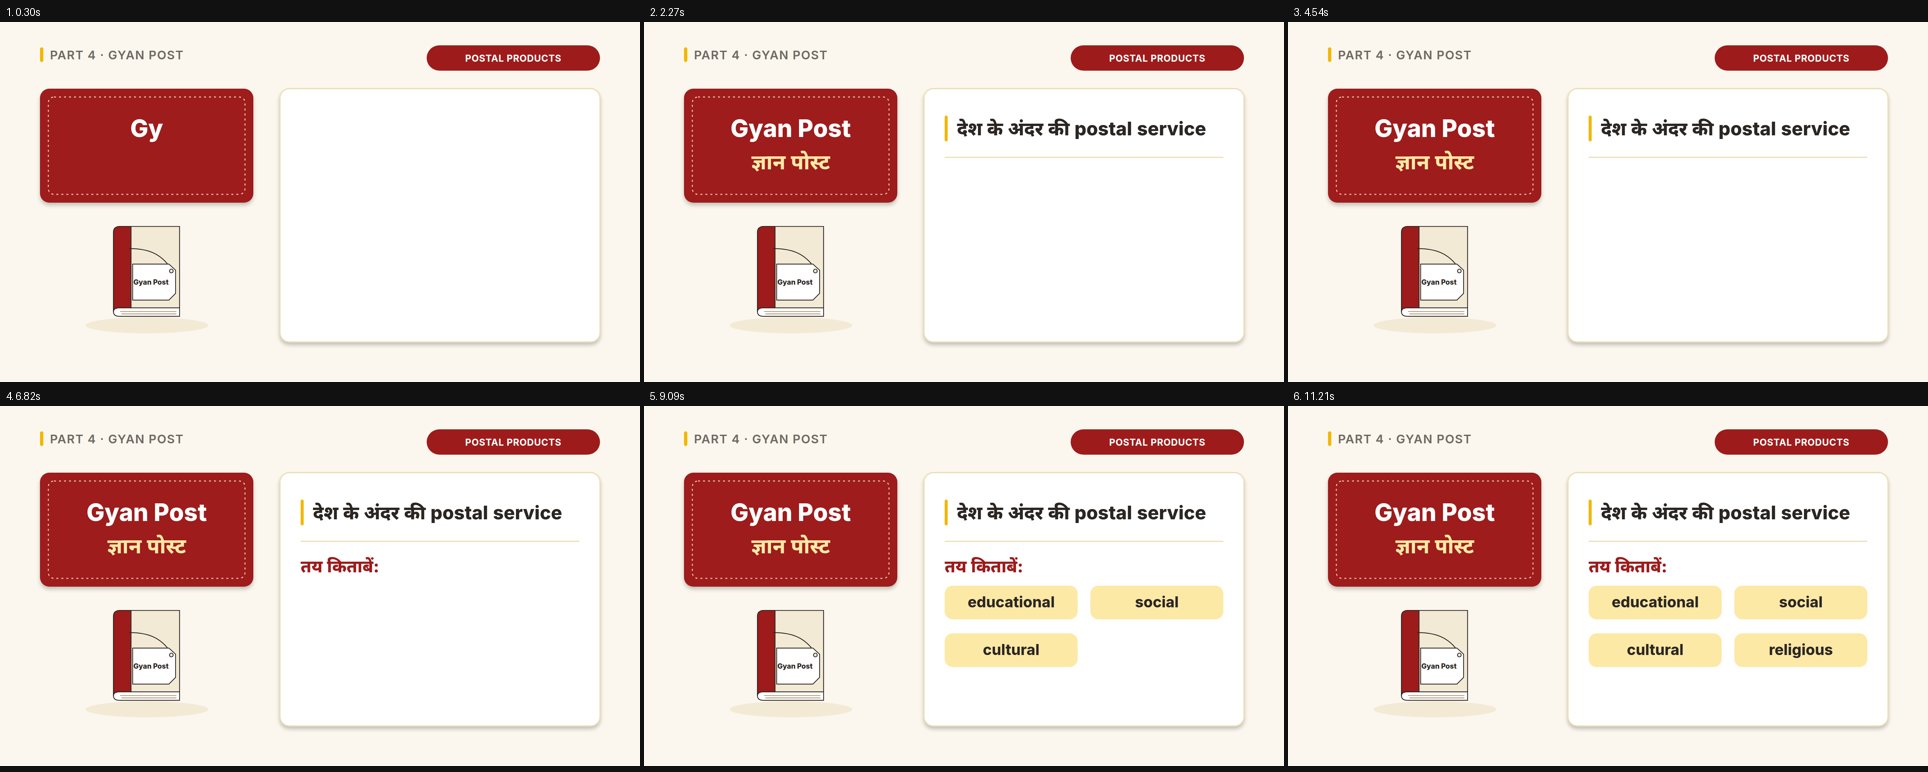 1. 0.30s
PART 4 · GYAN POST
POSTAL PRODUCTS
Gy
Gyan Post
2. 2.27s
PART 4 · GYAN POST
POSTAL PRODUCTS
Gyan Post
ज्ञान पोस्ट
Gyan Post
देश के अंदर की postal service
3. 4.54s
PART 4 · GYAN POST
POSTAL PRODUCTS
Gyan Post
ज्ञान पोस्ट
Gyan Post
देश के अंदर की postal service
4. 6.82s
PART 4 · GYAN POST
POSTAL PRODUCTS
Gyan Post
ज्ञान पोस्ट
Gyan Post
देश के अंदर की postal service
तय किताबें:
5. 9.09s
PART 4 · GYAN POST
POSTAL PRODUCTS
Gyan Post
ज्ञान पोस्ट
Gyan Post
देश के अंदर की postal service
तय किताबें:
educational
social
cultural
6. 11.21s
PART 4 · GYAN POST
POSTAL PRODUCTS
Gyan Post
ज्ञान पोस्ट
Gyan Post
देश के अंदर की postal service
तय किताबें:
educational
social
cultural
religious